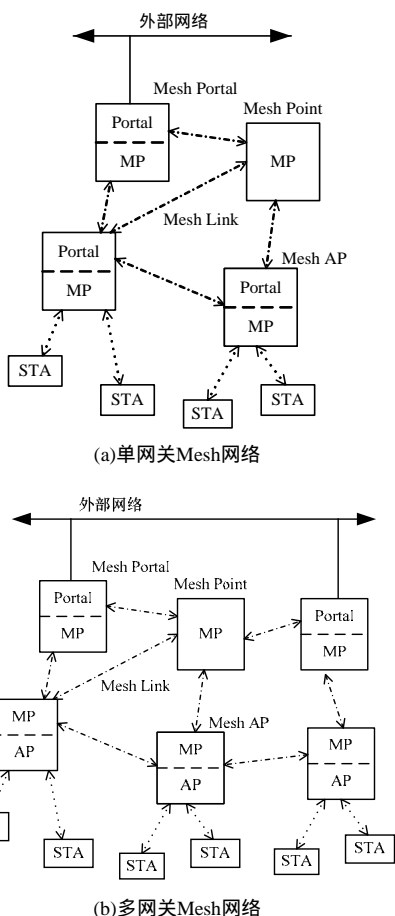 外部网络
Mesh Portal
Mesh Point
Portal
MP
MP
Mesh Link
Portal
MP
Mesh AP
Portal
MP
STA
STA
STA
STA
(a)单网关Mesh网络
外部网络
Mesh Portal
Mesh Point
Portal
MP
MP
Portal
MP
Mesh Link
MP
AP
Mesh AP
MP
AP
MP
AP
STA
STA
STA
STA
STA
(b)多网关Mesh网络